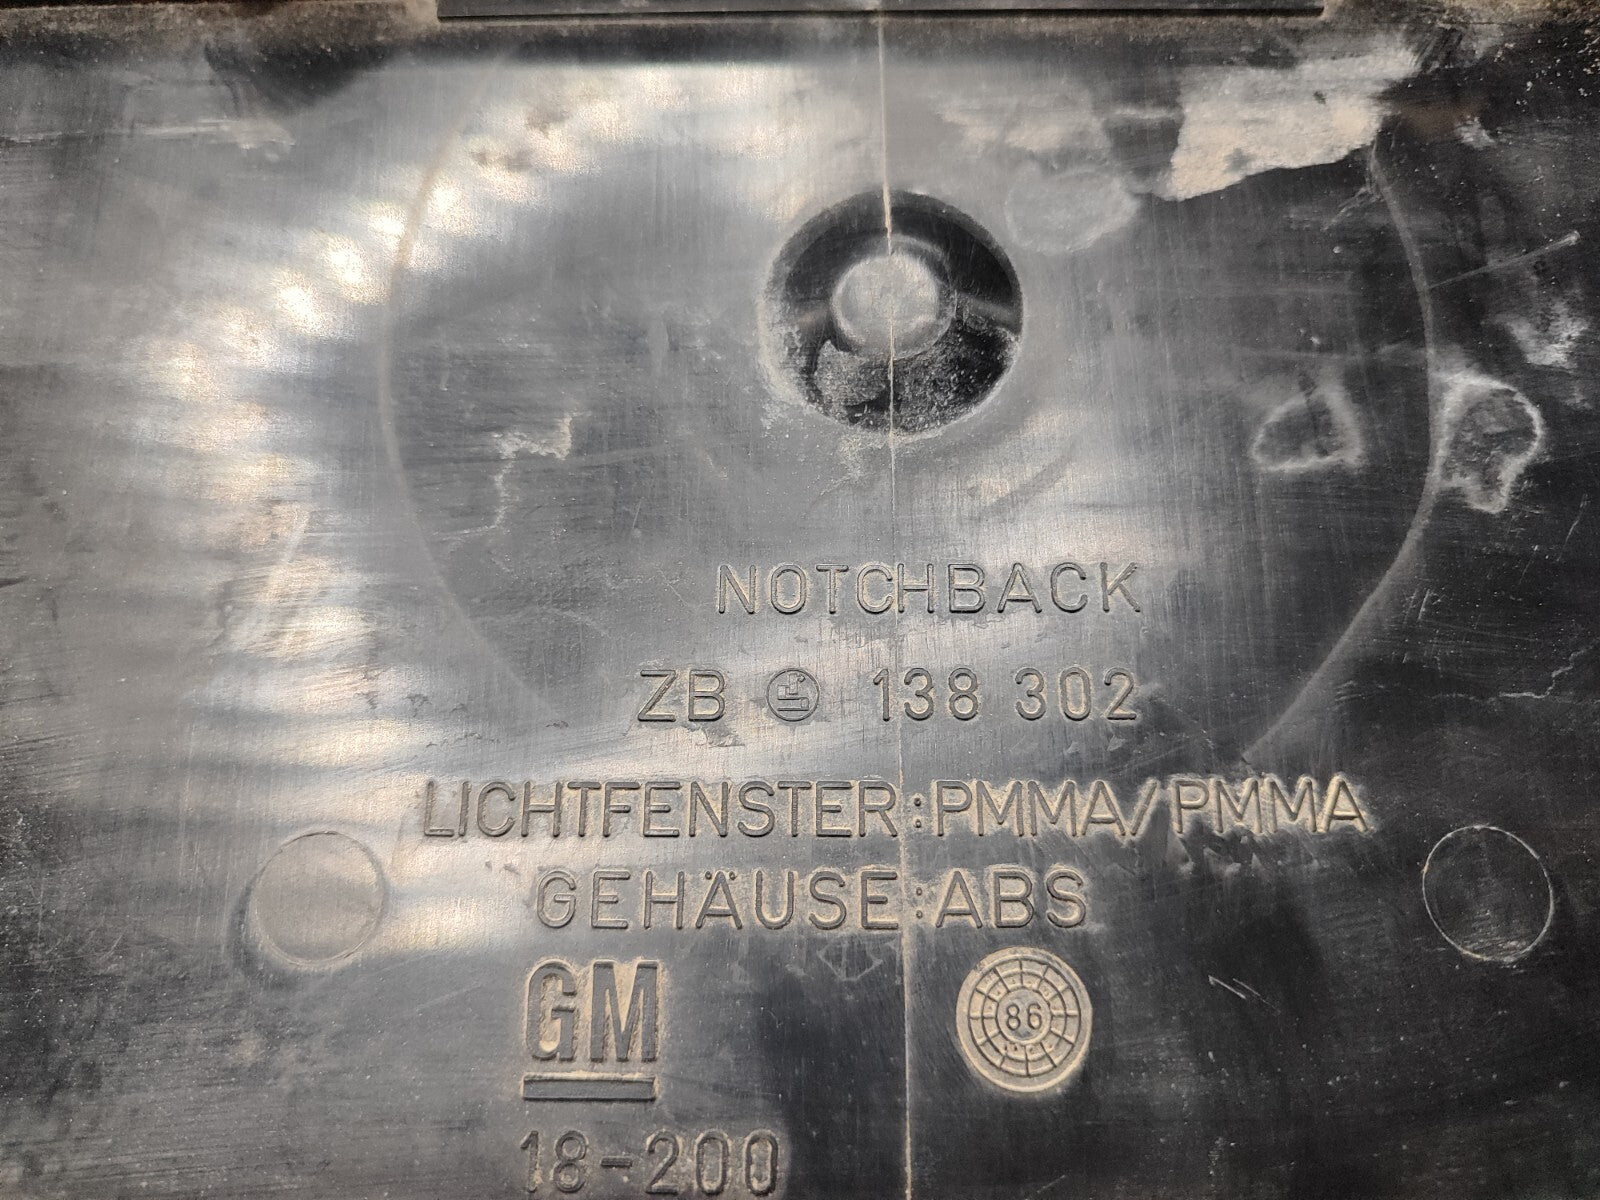 NOTCHBACK
ZB 138 302
LICHTFENSTER:PMMA/PMMA
GEHÄUSE:ABS
GM
86
18-200